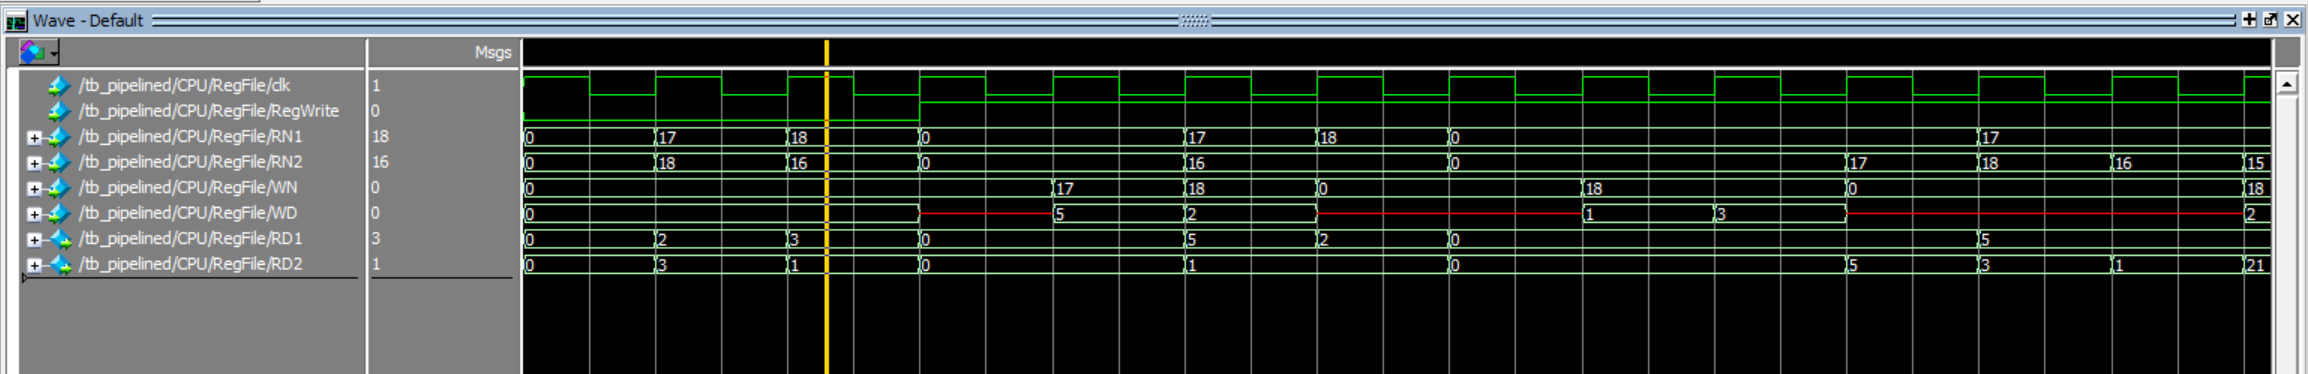 Wave - Default
Msgs
/tb_pipelined/CPU/RegFile/clk 1
/tb_pipelined/CPU/RegFile/RegWrite 0
/tb_pipelined/CPU/RegFile/RN1 18 0 17 18 0 17 18 0 17
/tb_pipelined/CPU/RegFile/RN2 16 0 18 16 0 16 0 17 18 16 15
/tb_pipelined/CPU/RegFile/WN 0 0 17 18 0 18 0 18
/tb_pipelined/CPU/RegFile/WD 0 0 5 2 1 3 2
/tb_pipelined/CPU/RegFile/RD1 3 0 2 3 0 5 2 0 5
/tb_pipelined/CPU/RegFile/RD2 1 0 3 1 0 1 0 5 3 1 21